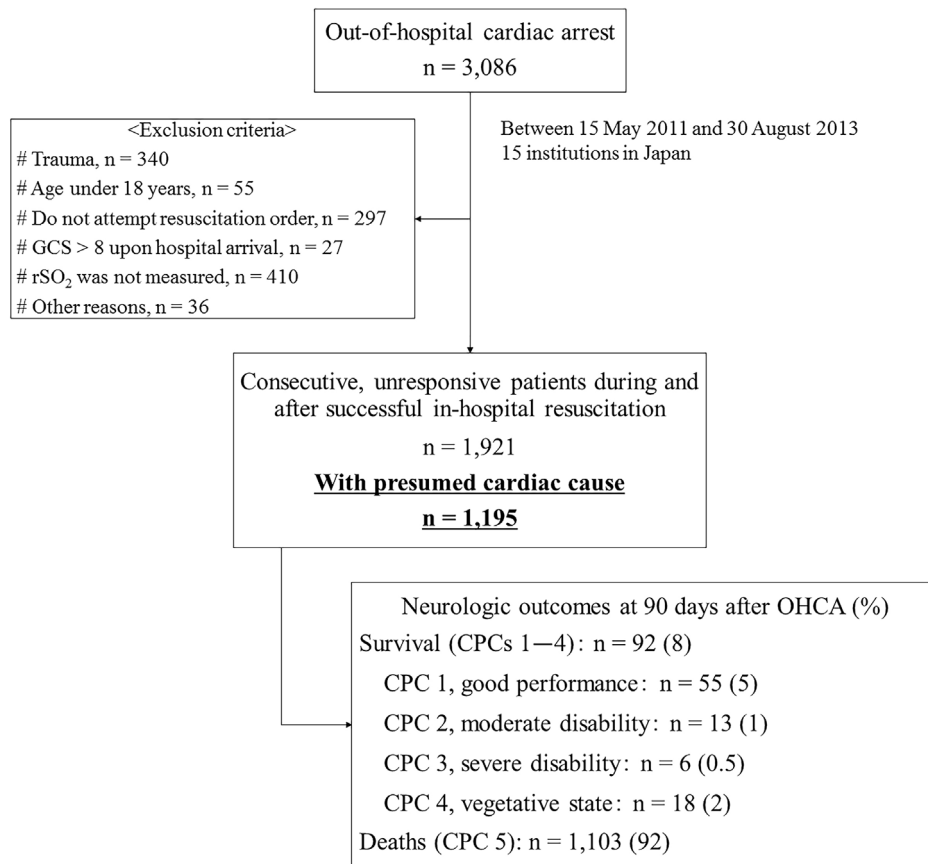 Out-of-hospital cardiac arrest
n = 3,086
Between 15 May 2011 and 30 August 2013
15 institutions in Japan
<Exclusion criteria>
# Trauma, n = 340
# Age under 18 years, n = 55
# Do not attempt resuscitation order, n = 297
# GCS > 8 upon hospital arrival, n = 27
# rSO₂ was not measured, n = 410
# Other reasons, n = 36
Consecutive, unresponsive patients during and
after successful in-hospital resuscitation
n = 1,921
With presumed cardiac cause
n = 1,195
Neurologic outcomes at 90 days after OHCA (%)
Survival (CPCs 1—4): n = 92 (8)
CPC 1, good performance: n = 55 (5)
CPC 2, moderate disability: n = 13 (1)
CPC 3, severe disability: n = 6 (0.5)
CPC 4, vegetative state: n = 18 (2)
Deaths (CPC 5): n = 1,103 (92)